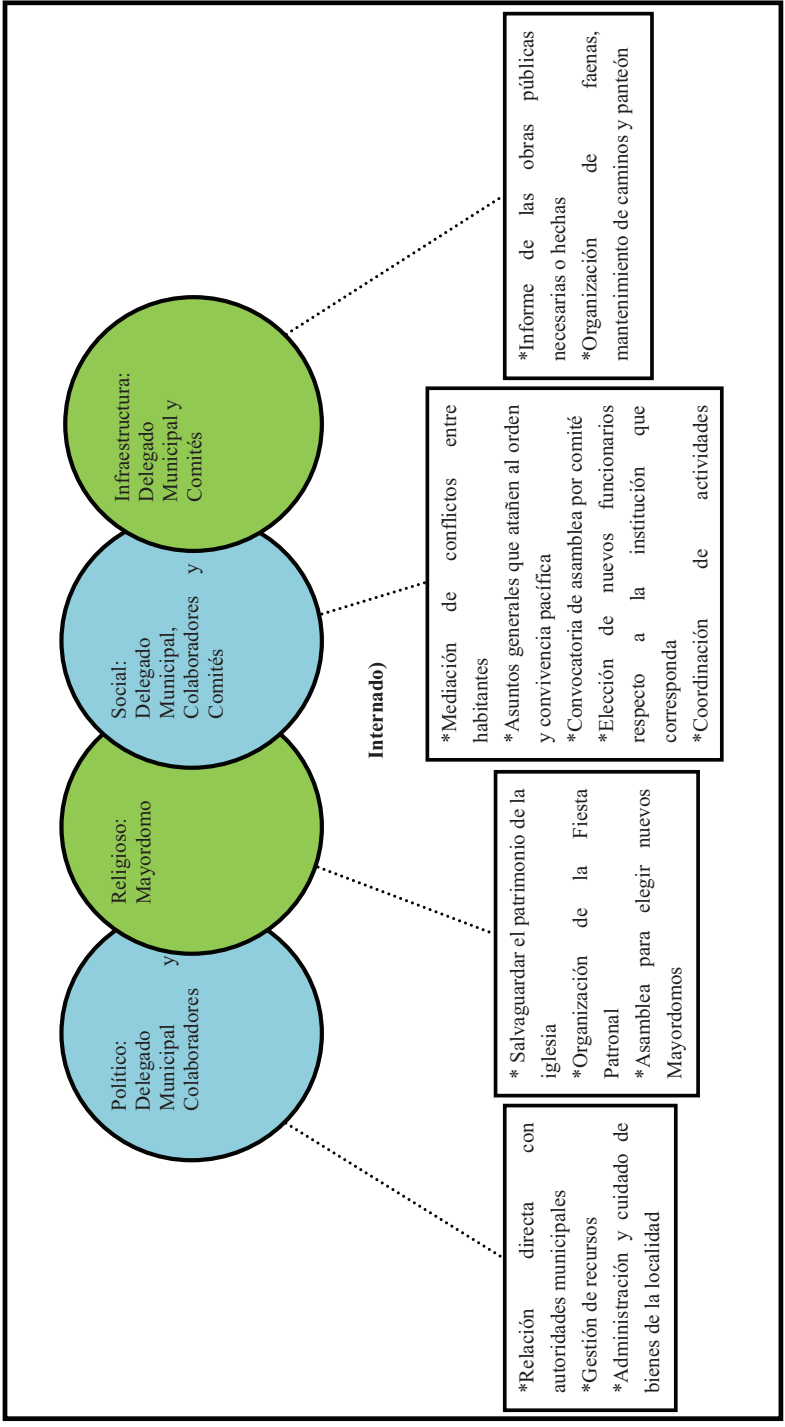 Político:
Delegado
Municipal y
Colaboradores
Religioso:
Mayordomo
Social:
Delegado
Municipal,
Colaboradores y
Comités
Infraestructura:
Delegado
Municipal y
Comités
Internado)
*Relación directa con
autoridades municipales
*Gestión de recursos
*Administración y cuidado de
bienes de la localidad
* Salvaguardar el patrimonio de la
iglesia
*Organización de la Fiesta
Patronal
*Asamblea para elegir nuevos
Mayordomos
*Mediación de conflictos entre
habitantes
*Asuntos generales que atañen al orden
y convivencia pacífica
*Convocatoria de asamblea por comité
*Elección de nuevos funcionarios
respecto a la institución que
corresponda
*Coordinación de actividades
*Informe de las obras públicas
necesarias o hechas
*Organización de faenas,
mantenimiento de caminos y panteón